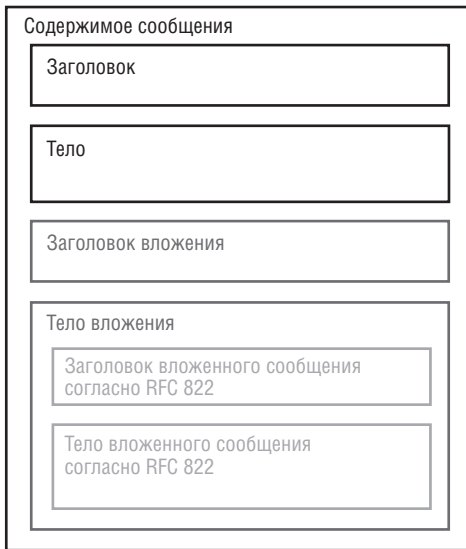 Содержимое сообщения
Заголовок
Тело
Заголовок вложения
Тело вложения
Заголовок вложенного сообщения
согласно RFC 822
Тело вложенного сообщения
согласно RFC 822